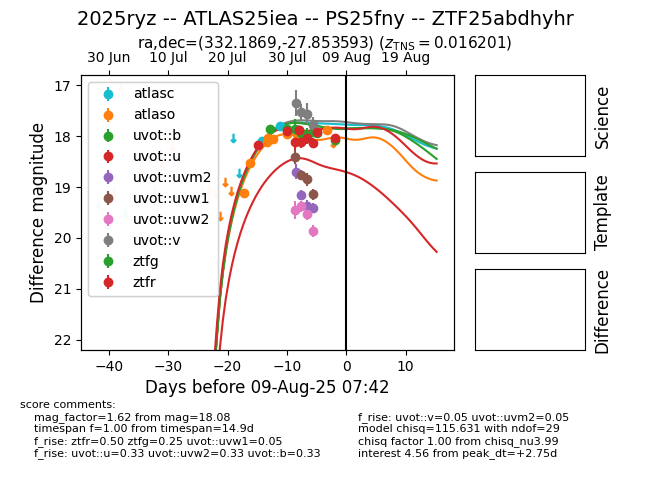 2025ryz -- ATLAS25iea -- PS25fny -- ZTF25abdhyhr
ra,dec=(332.1869,-27.853593) (zTNS = 0.016201)
30 Jun 10 Jul 20 Jul 30 Jul 09 Aug 19 Aug
17
18
19
20
21
22
Difference magnitude
atlasc
atlaso
uvot::b
uvot::u
uvot::uvm2
uvot::uvw1
uvot::uvw2
uvot::v
ztfg
ztfr
−40 −30 −20 −10 0 10
Days before 09-Aug-25 07:42
Science
Template
Difference
score comments:
mag_factor=1.62 from mag=18.08
timespan f=1.00 from timespan=14.9d
f_rise: ztfr=0.50 ztfg=0.25 uvot::uvw1=0.05
f_rise: uvot::u=0.33 uvot::uvw2=0.33 uvot::b=0.33
f_rise: uvot::v=0.05 uvot::uvm2=0.05
model chisq=115.631 with ndof=29
chisq factor 1.00 from chisq_nu3.99
interest 4.56 from peak_dt=+2.75d